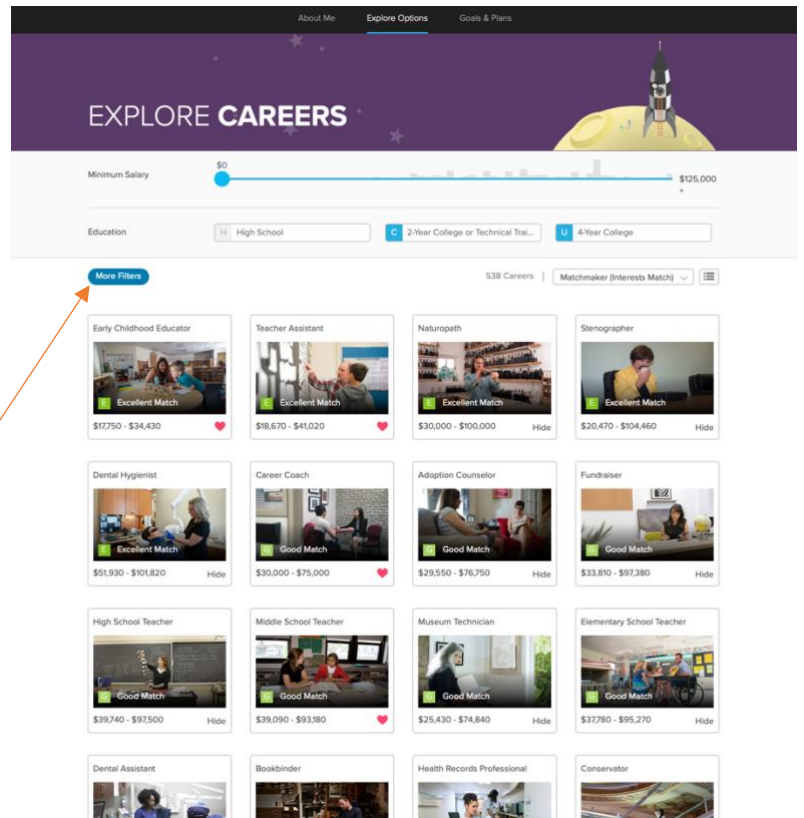 About Me Explore Options Goals & Plans
EXPLORE CAREERS
$0
Minimum Salary
$125,000
+
Education H High School C 2-Year College or Technical Trai... U 4-Year College
More Filters 538 Careers | Matchmaker (Interests Match)
Early Childhood Educator Teacher Assistant Naturopath Stenographer
E Excellent Match E Excellent Match E Excellent Match E Excellent Match
$17,750 - $34,430 $18,670 - $41,020 $30,000 - $100,000 Hide $20,470 - $104,460 Hide
Dental Hygienist Career Coach Adoption Counselor Fundraiser
E Excellent Match G Good Match G Good Match G Good Match
$51,930 - $101,820 Hide $30,000 - $75,000 $29,550 - $76,750 Hide $33,810 - $97,380 Hide
High School Teacher Middle School Teacher Museum Technician Elementary School Teacher
G Good Match G Good Match G Good Match G Good Match
$39,740 - $97,500 Hide $39,090 - $93,180 $25,430 - $74,840 Hide $37,780 - $95,270 Hide
Dental Assistant Bookbinder Health Records Professional Conservator